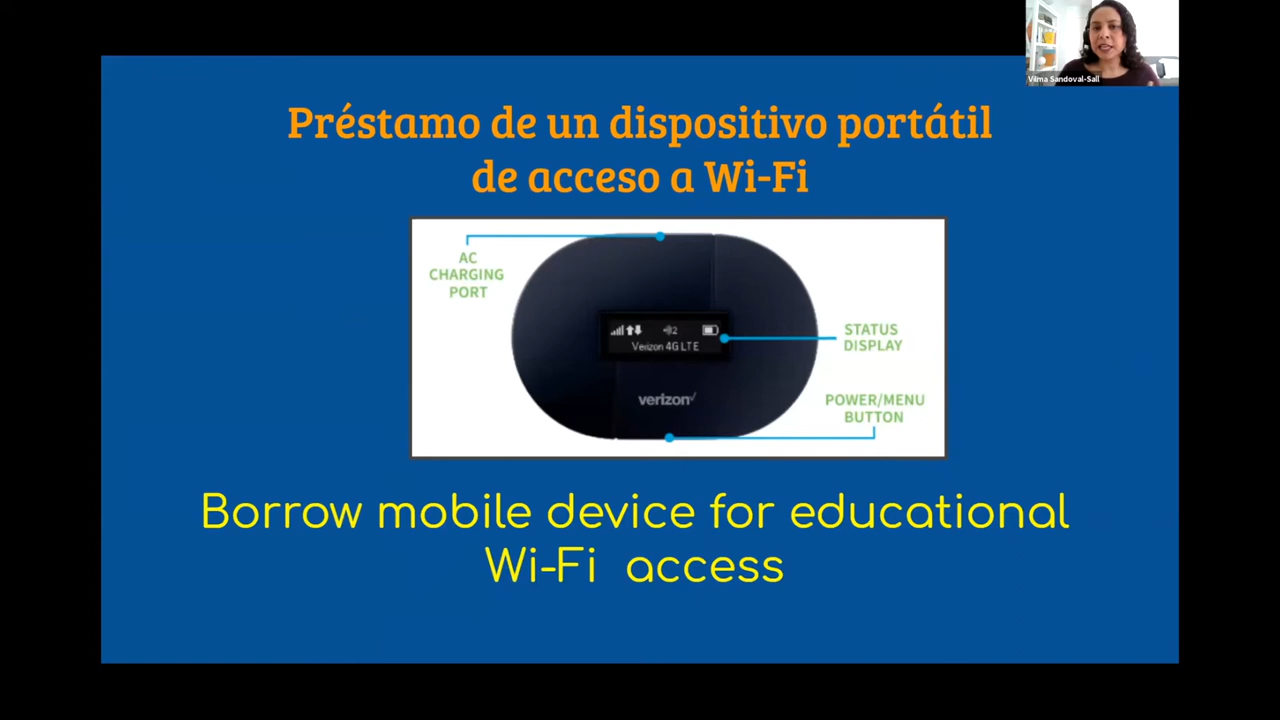 Vilma Sandoval-Sall
Préstamo de un dispositivo portátil
de acceso a Wi-Fi
AC
CHARGING
PORT
2
Verizon 4G LTE
STATUS
DISPLAY
verizon
POWER/MENU
BUTTON
Borrow mobile device for educational
Wi-Fi access